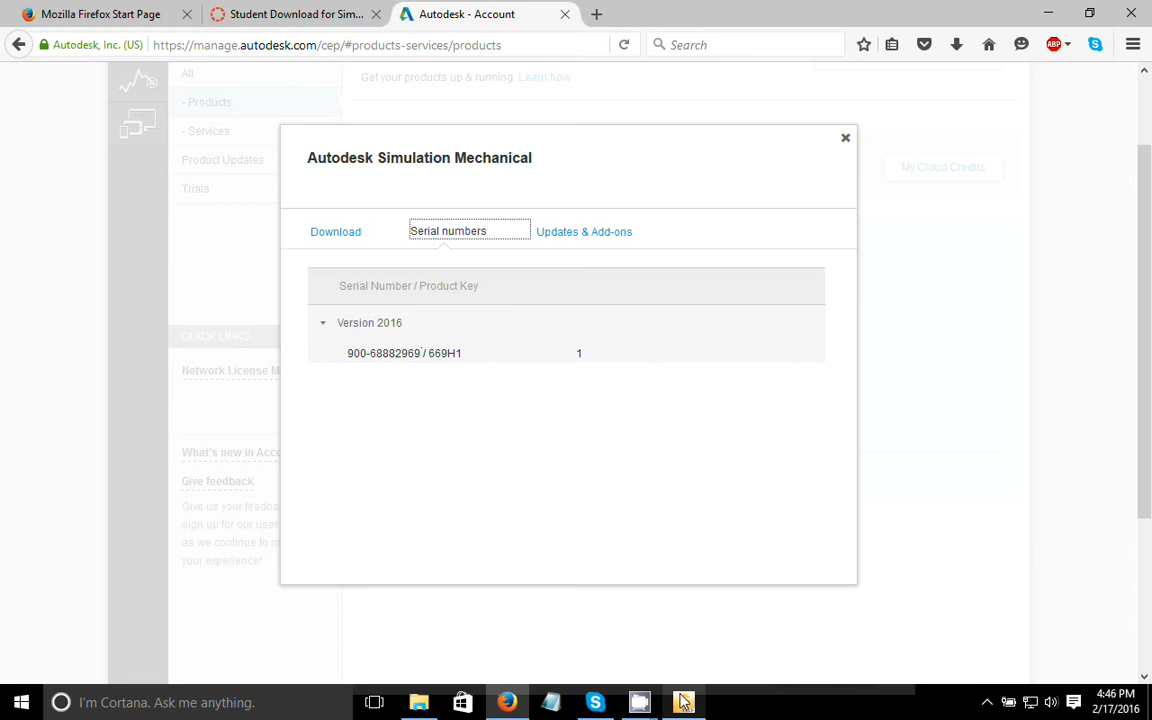 Mozilla Firefox Start Page
Student Download for Sim...
Autodesk - Account
Autodesk, Inc. (US)
https://manage.autodesk.com/cep/#products-services/products
Search
ABP
All
Get your products up & running. Learn how
- Products
- Services
Product Updates
Trials
My Cloud Credits
Autodesk Simulation Mechanical
Download
Serial numbers
Updates & Add-ons
Serial Number / Product Key
Version 2016
900-68882969 / 669H1 1
QUICK LINKS
Network License M
What's new in Acco
Give feedback
Give us your feedba
sign up for our user
as we continue to im
your experience!
I'm Cortana. Ask me anything.
4:46 PM
2/17/2016